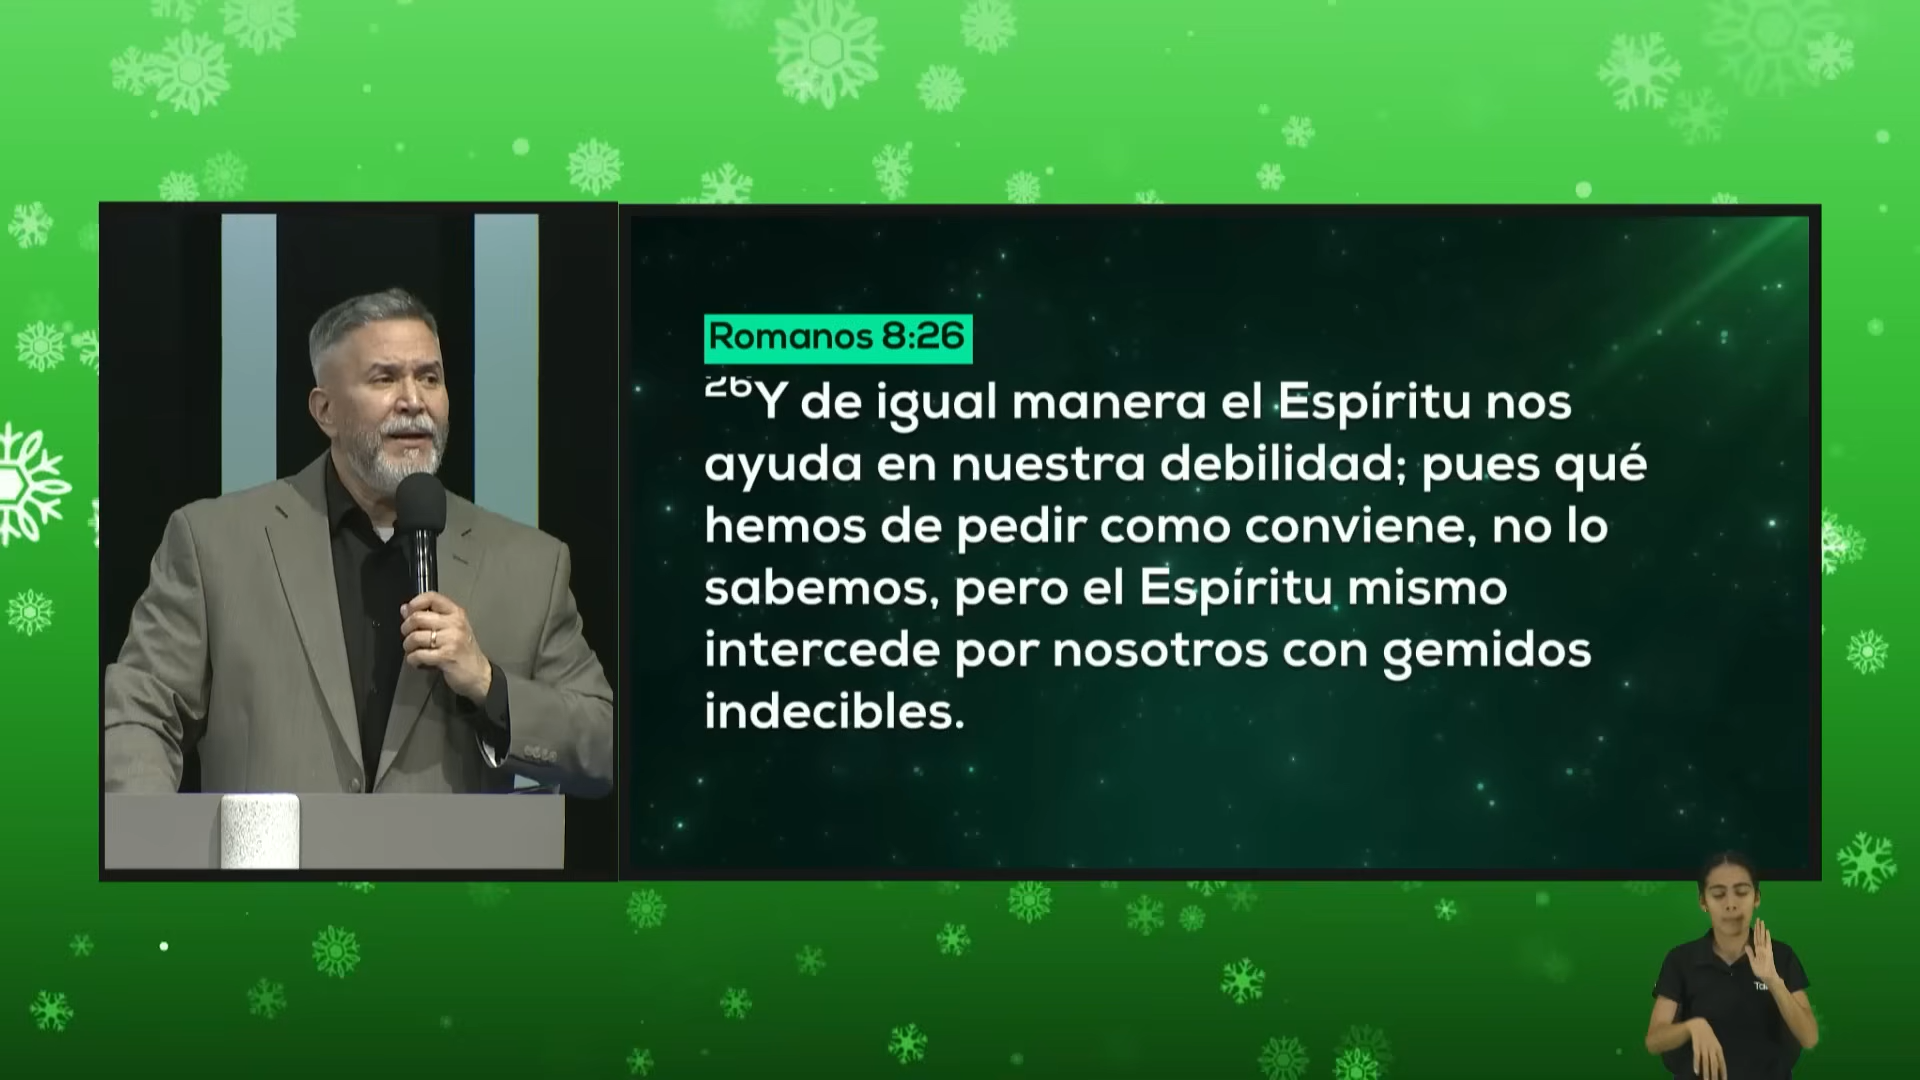 Romanos 8:26
²⁶Y de igual manera el Espíritu nos
ayuda en nuestra debilidad; pues qué
hemos de pedir como conviene, no lo
sabemos, pero el Espíritu mismo
intercede por nosotros con gemidos
indecibles.